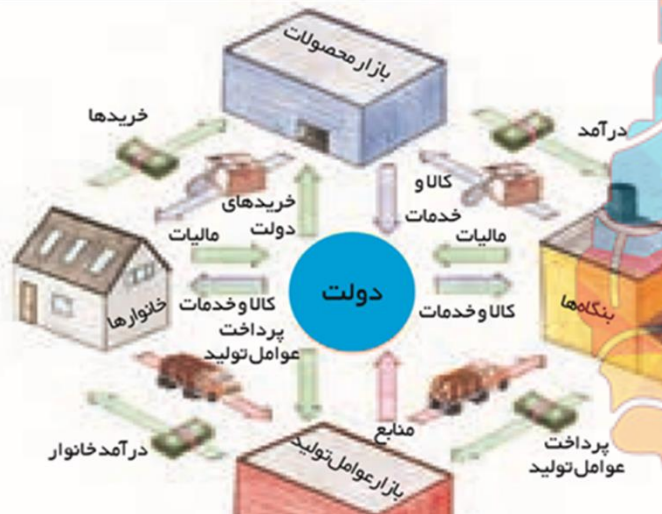 بازار محصولات
خریدها
درآمد
کالا و
خدمات
خریدهای
دولت
مالیات
مالیات
دولت
خانوارها
بنگاه‌ها
کالا و خدمات
کالا و خدمات
پرداخت
عوامل تولید
منابع
درآمد خانوار
پرداخت
عوامل تولید
بازار عوامل تولید